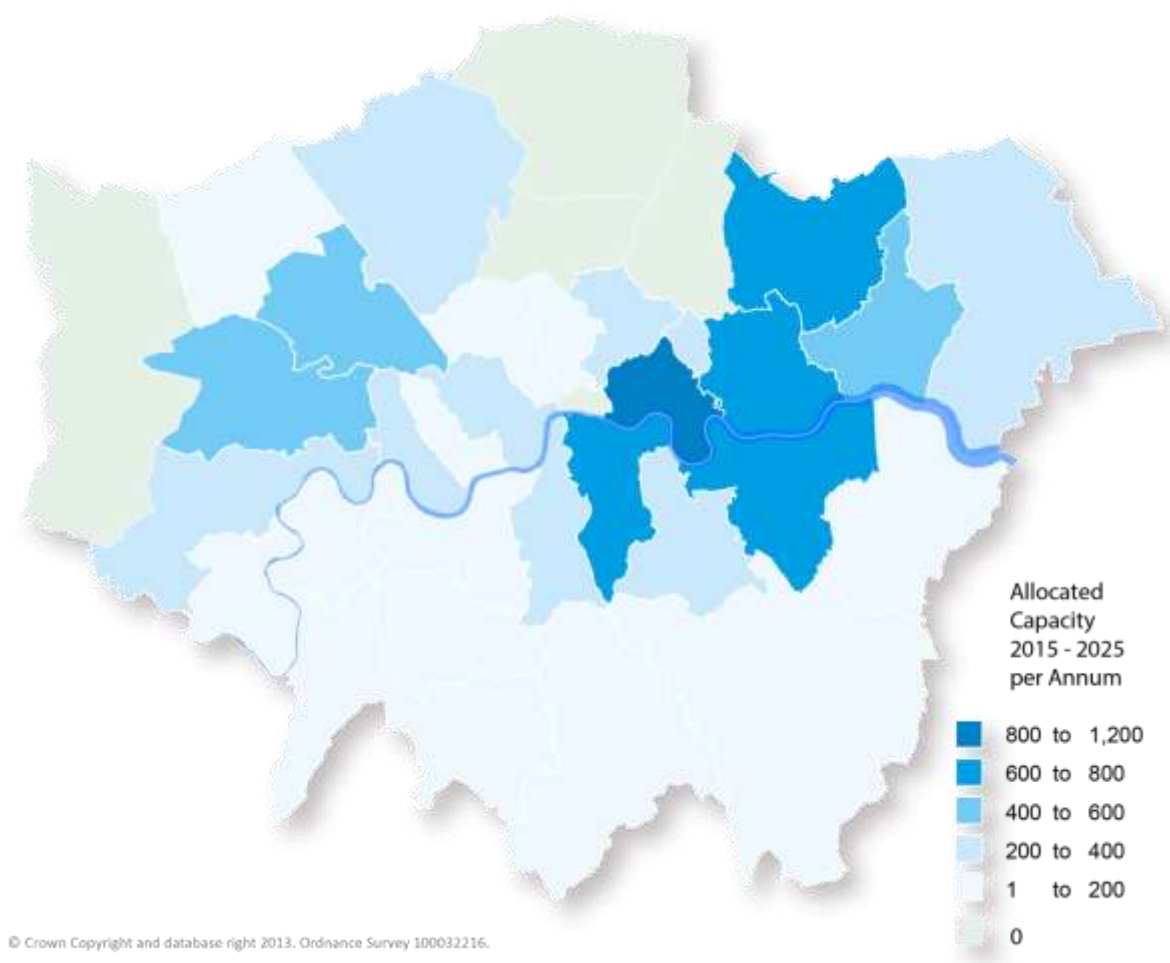 Allocated
Capacity
2015 - 2025
per Annum
800 to 1,200
600 to 800
400 to 600
200 to 400
1 to 200
0
© Crown Copyright and database right 2013. Ordnance Survey 100032216.